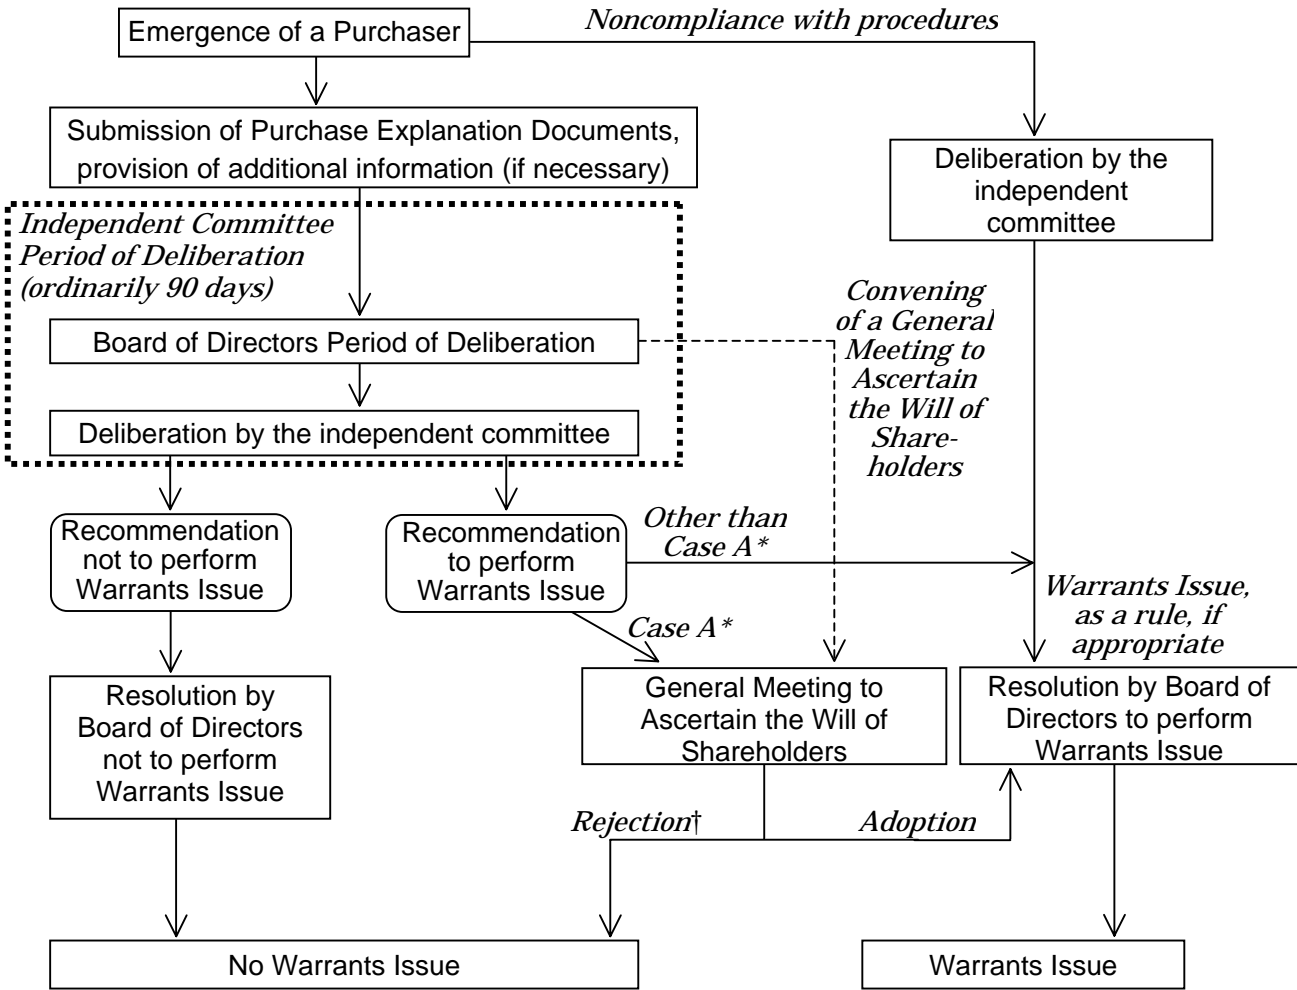 Emergence of a Purchaser
Noncompliance with procedures
Submission of Purchase Explanation Documents,
provision of additional information (if necessary)
Deliberation by the
independent
committee
Independent Committee
Period of Deliberation
(ordinarily 90 days)
Board of Directors Period of Deliberation
Convening
of a General
Meeting to
Ascertain
the Will of
Share-
holders
Deliberation by the independent committee
Recommendation
not to perform
Warrants Issue
Recommendation
to perform
Warrants Issue
Other than
Case A*
Case A*
Warrants Issue,
as a rule, if
appropriate
Resolution by
Board of Directors
not to perform
Warrants Issue
General Meeting to
Ascertain the Will of
Shareholders
Resolution by Board of
Directors to perform
Warrants Issue
Rejection†
Adoption
No Warrants Issue
Warrants Issue